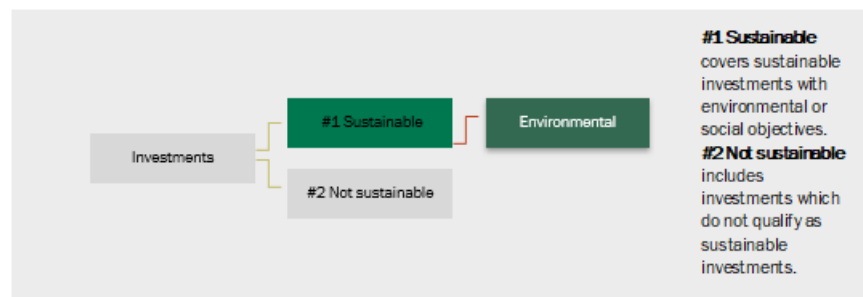 Investments
#1 Sustainable
Environmental
#2 Not sustainable
#1 Sustainable
covers sustainable
investments with
environmental or
social objectives.
#2 Not sustainable
includes
investments which
do not qualify as
sustainable
investments.